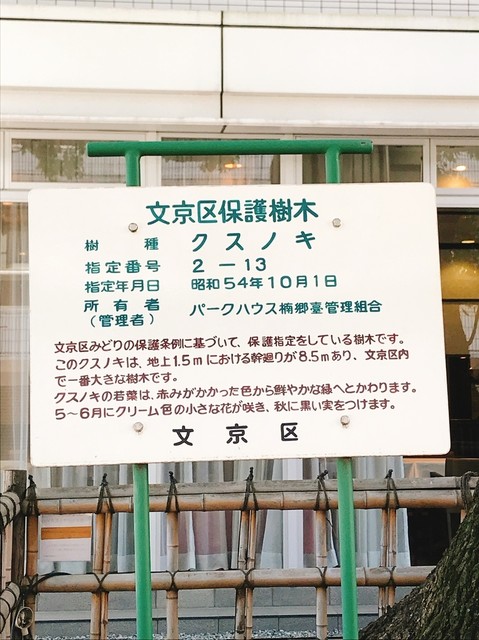 文京区保護樹木
樹種 クスノキ
指定番号 2－13
指定年月日 昭和54年10月1日
所有者 パークハウス楠郷臺管理組合
（管理者）
文京区みどりの保護条例に基づいて、保護指定をしている樹木です。
このクスノキは、地上1.5mにおける幹廻りが8.5mあり、文京区内
で一番大きな樹木です。
クスノキの若葉は、赤みがかかった色から鮮やかな緑へとかわります。
5～6月にクリーム色の小さな花が咲き、秋に黒い実をつけます。
文京区